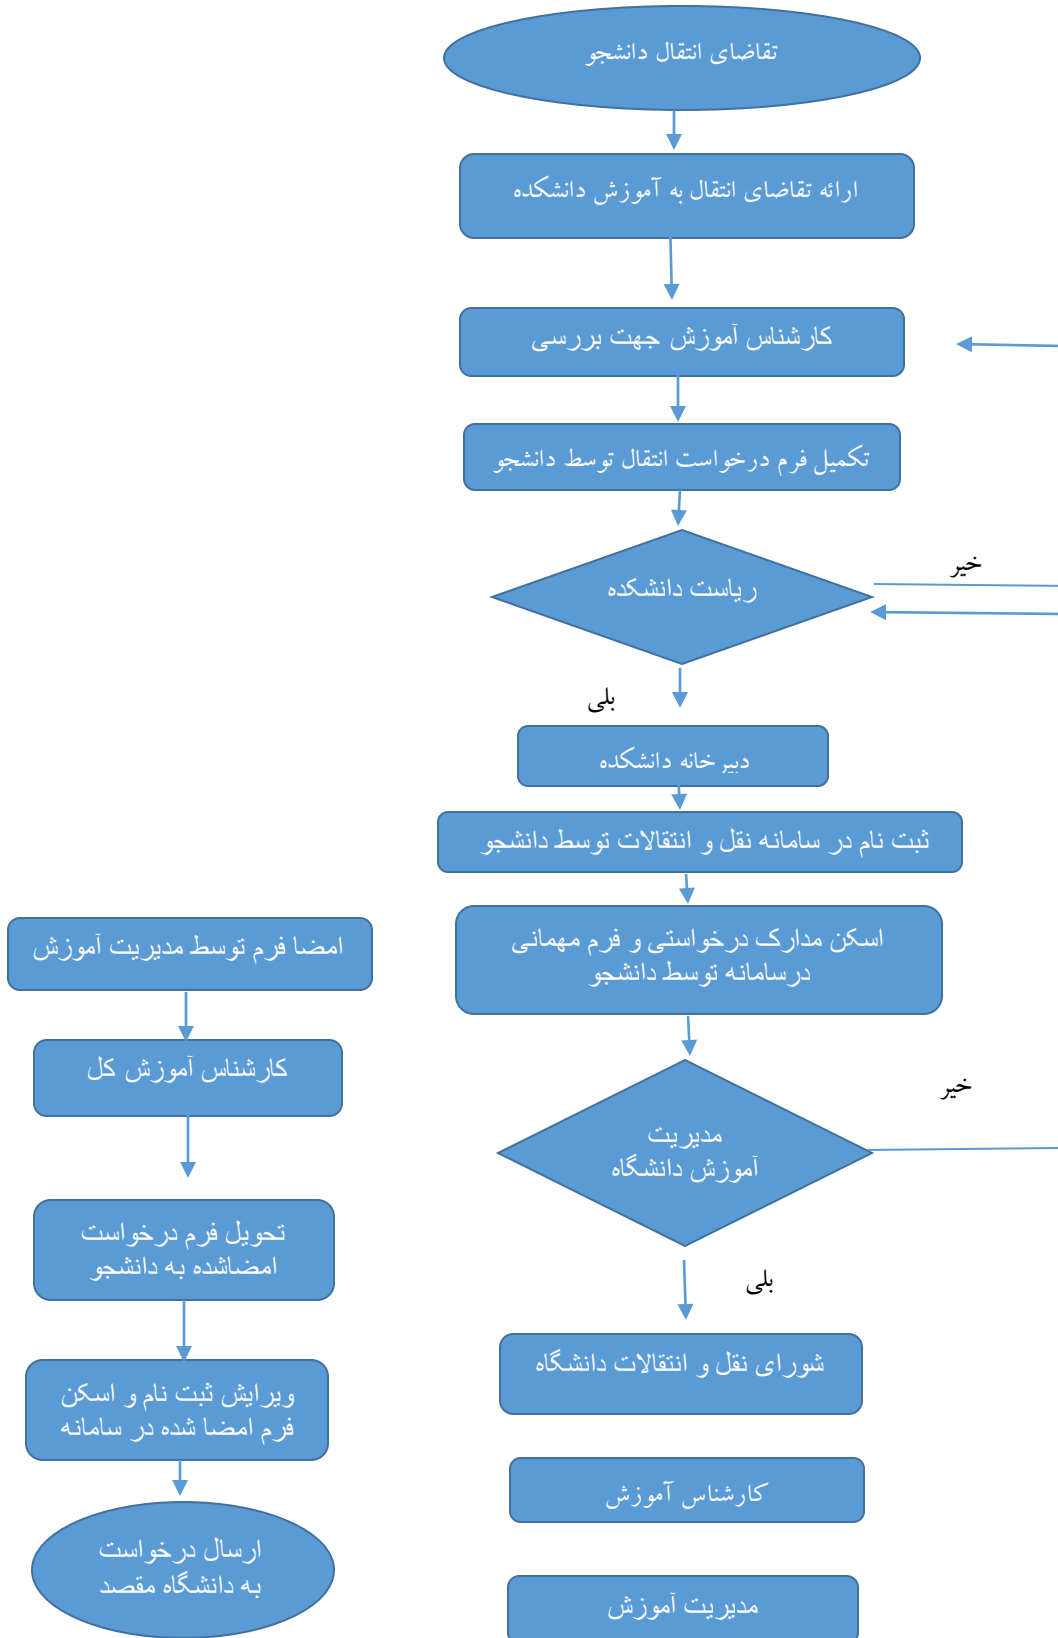 تقاضای انتقال دانشجو
ارائه تقاضای انتقال به آموزش دانشکده
کارشناس آموزش جهت بررسی
تکمیل فرم درخواست انتقال توسط دانشجو
خیر
ریاست دانشکده
بلی
دبیرخانه دانشکده
ثبت نام در سامانه نقل و انتقالات توسط دانشجو
اسکن مدارک درخواستی و فرم مهمانی
درسامانه توسط دانشجو
خیر
مدیریت
آموزش دانشگاه
بلی
شورای نقل و انتقالات دانشگاه
کارشناس آموزش
مدیریت آموزش
امضا فرم توسط مدیریت آموزش
کارشناس آموزش کل
تحویل فرم درخواست
امضاشده به دانشجو
ویرایش ثبت نام و اسکن
فرم امضا شده در سامانه
ارسال درخواست
به دانشگاه مقصد